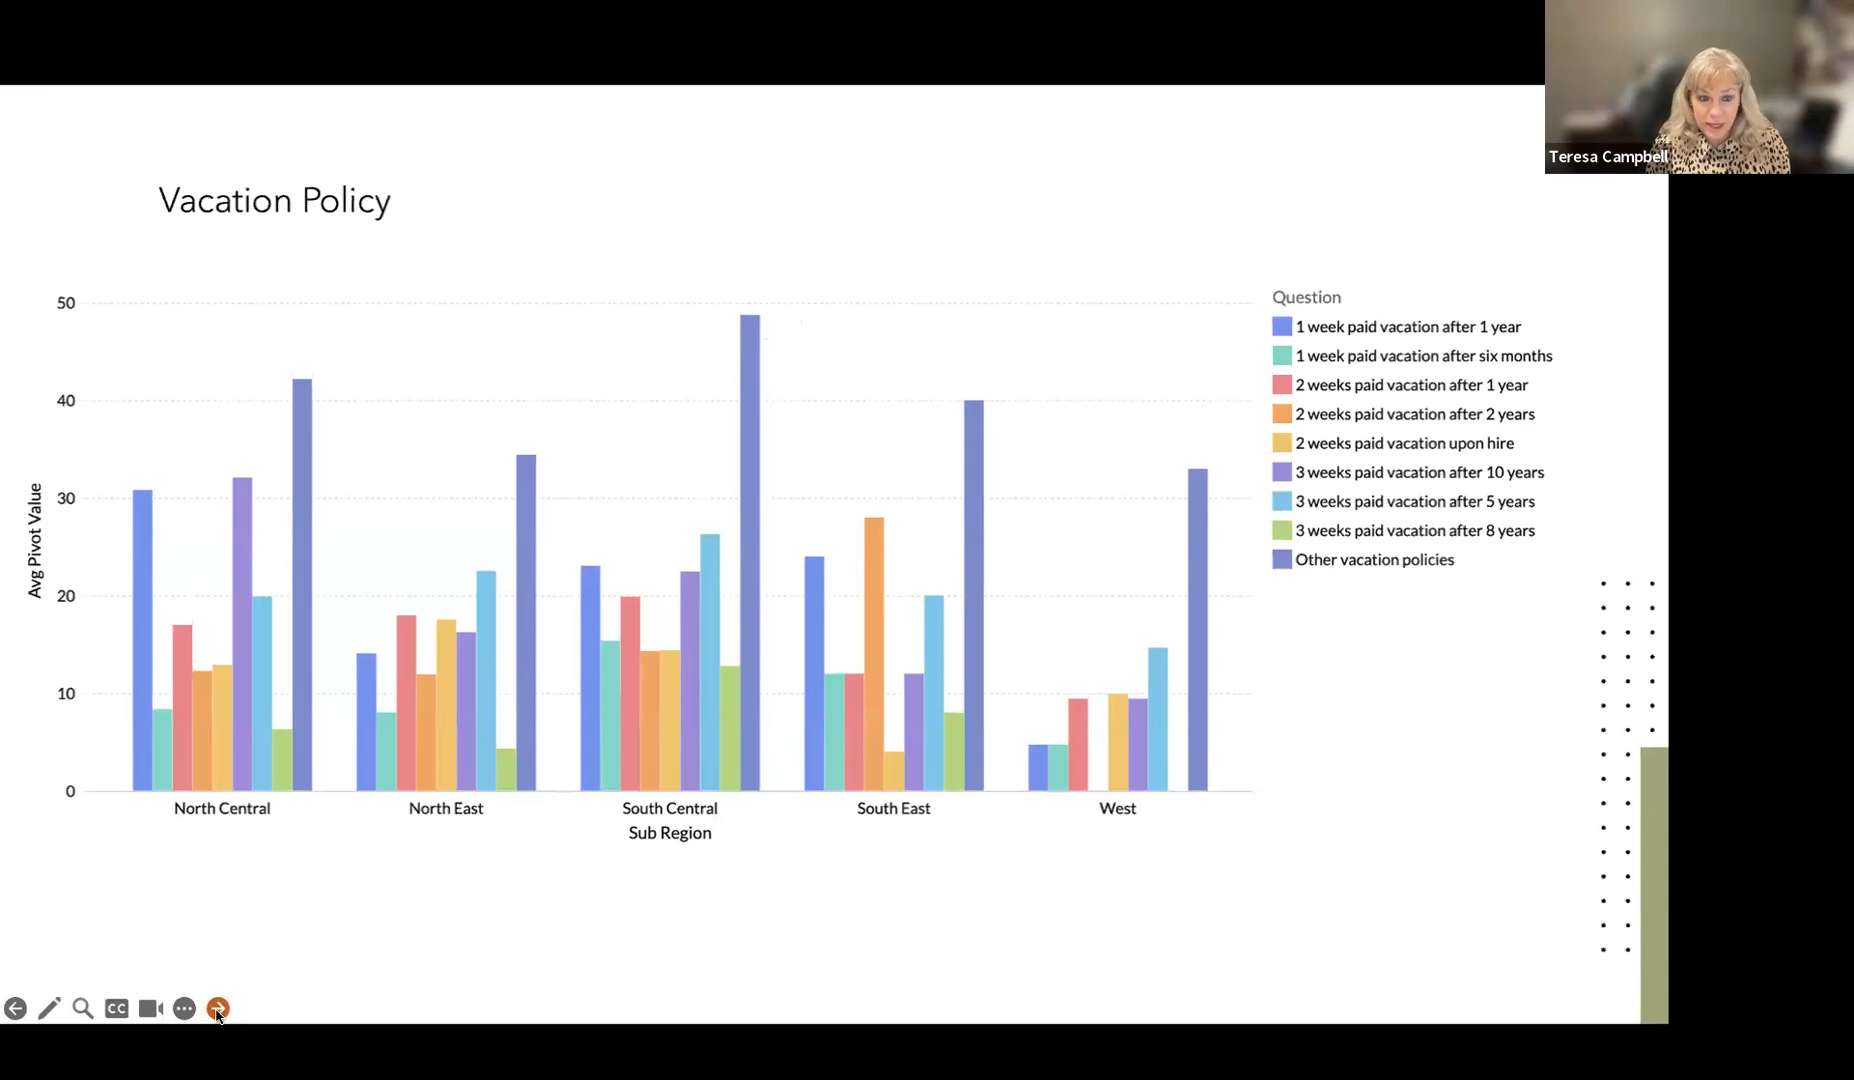 Teresa Campbell
Vacation Policy
Question
1 week paid vacation after 1 year
1 week paid vacation after six months
2 weeks paid vacation after 1 year
2 weeks paid vacation after 2 years
2 weeks paid vacation upon hire
3 weeks paid vacation after 10 years
3 weeks paid vacation after 5 years
3 weeks paid vacation after 8 years
Other vacation policies
Avg Pivot Value
50
40
30
20
10
0
North Central
North East
South Central
South East
West
Sub Region
CC